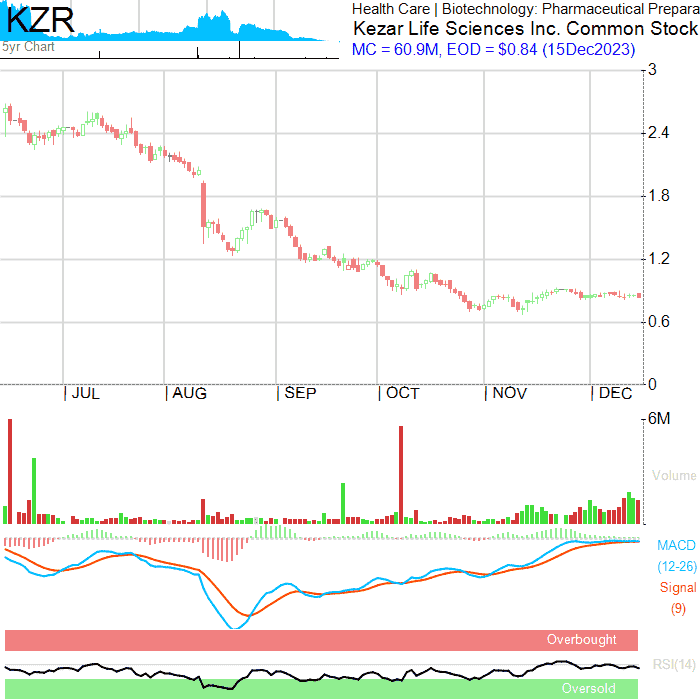 KZR
5yr Chart
Health Care | Biotechnology: Pharmaceutical Prepara
Kezar Life Sciences Inc. Common Stock
MC = 60.9M, EOD = $0.84 (15Dec2023)
3
2.4
1.8
1.2
0.6
0
JUL
AUG
SEP
OCT
NOV
DEC
6M
Volume
MACD
(12-26)
Signal
(9)
Overbought
RSI(14)
Oversold